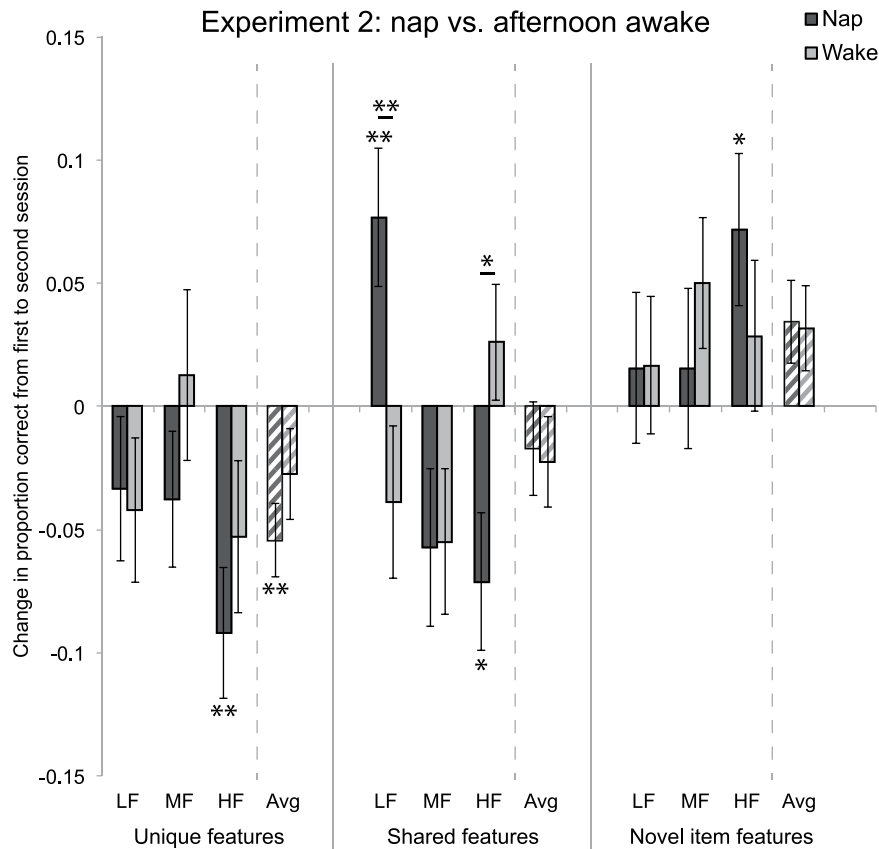 Experiment 2: nap vs. afternoon awake
Nap
Wake
Change in proportion correct from first to second session
0.15
0.1
0.05
0
-0.05
-0.1
-0.15
**
**
**
**
*
*
*
LF MF HF Avg LF MF HF Avg LF MF HF Avg
Unique features Shared features Novel item features